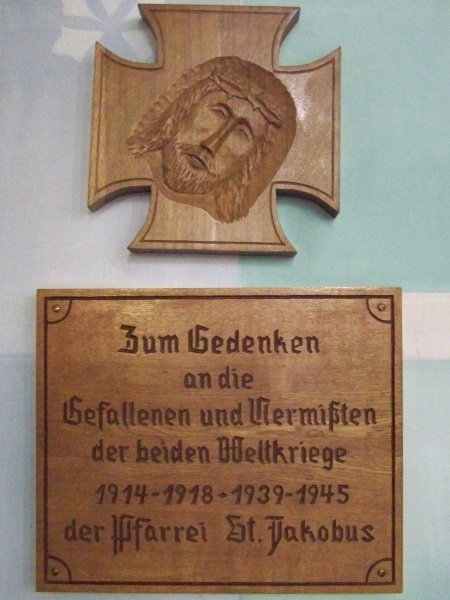 Zum Gedenken
an die
Gefallenen und Vermißten
der beiden Weltkriege
1914-1918 · 1939-1945
der Pfarrei St. Jakobus